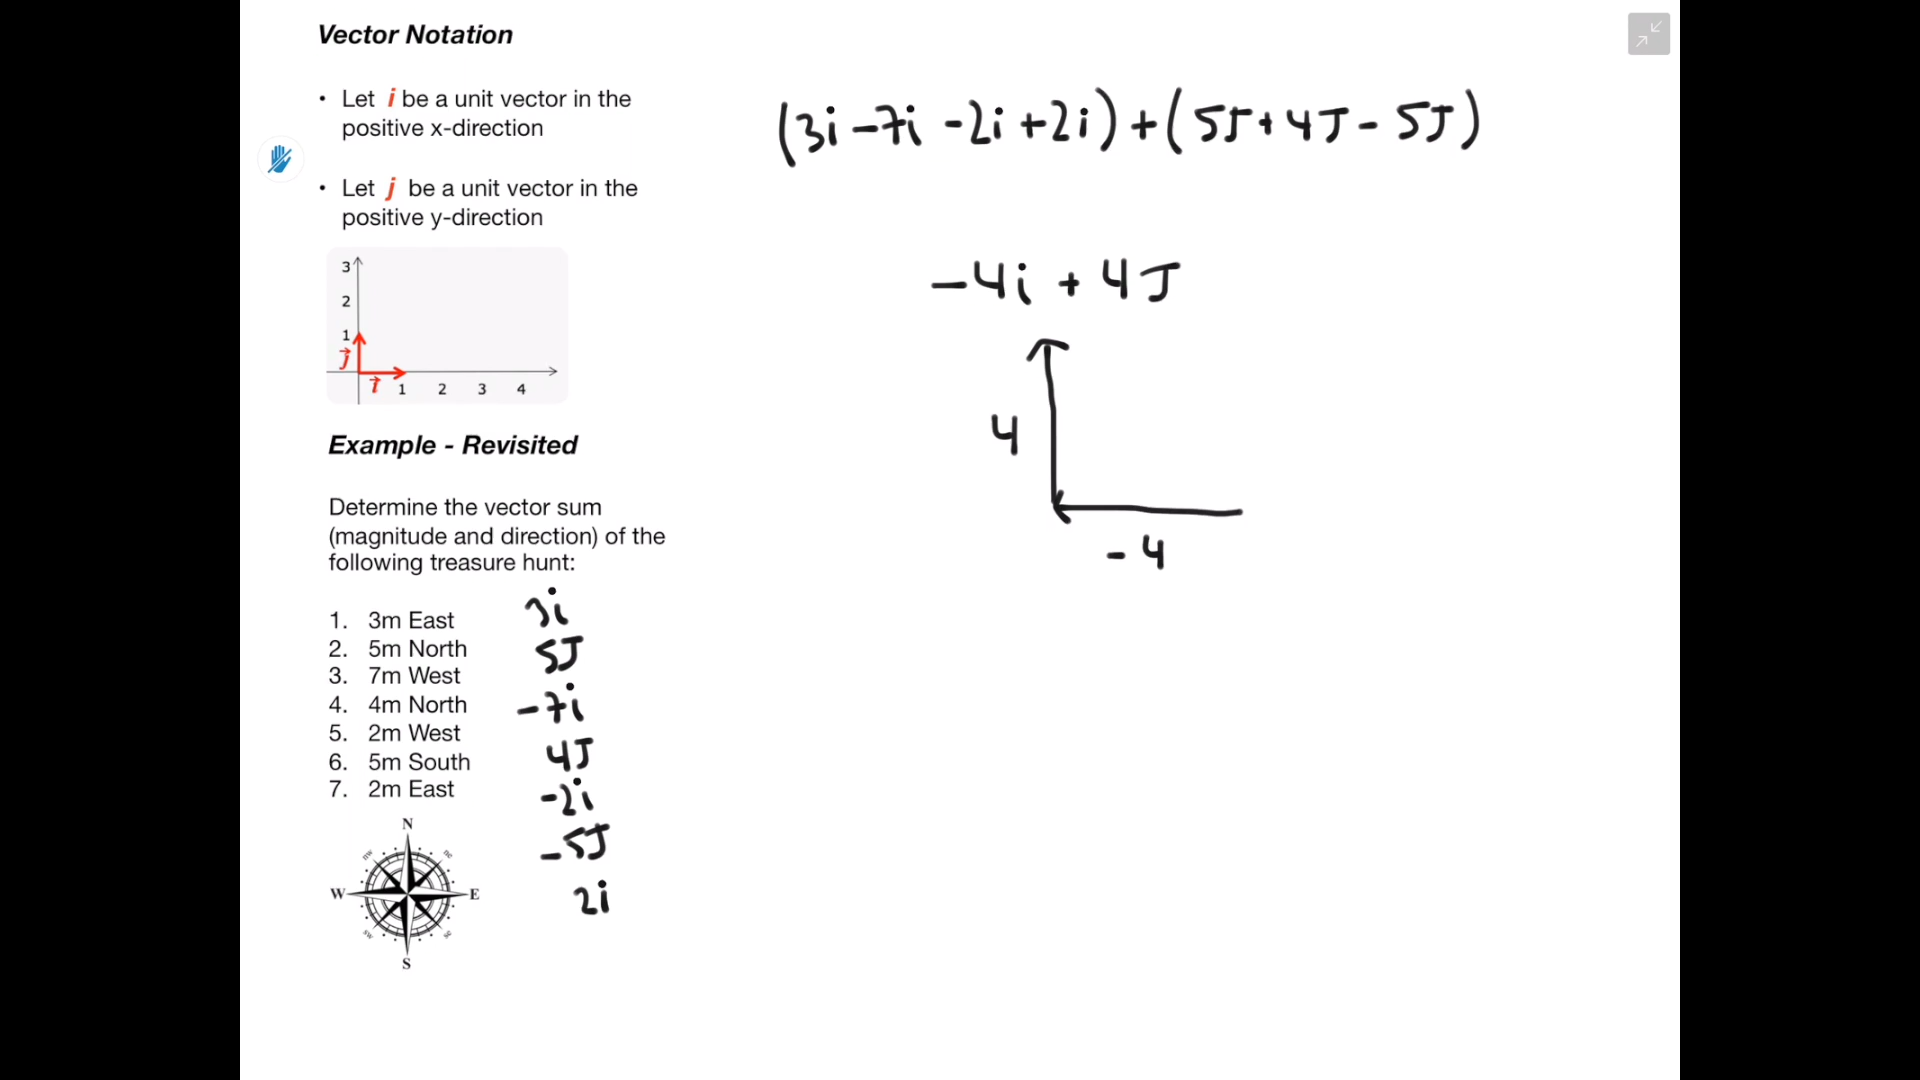 Vector Notation
• Let i be a unit vector in the
positive x-direction
• Let j be a unit vector in the
positive y-direction
3
2
1
j
i 1 2 3 4
Example - Revisited
Determine the vector sum
(magnitude and direction) of the
following treasure hunt:
1. 3m East 3i
2. 5m North 5J
3. 7m West -7i
4. 4m North 4J
5. 2m West -2i
6. 5m South -5J
7. 2m East 2i
N
nw ne
W E
sw se
S
(3i -7i -2i +2i) + (5J + 4J - 5J)
-4i + 4J
4
-4